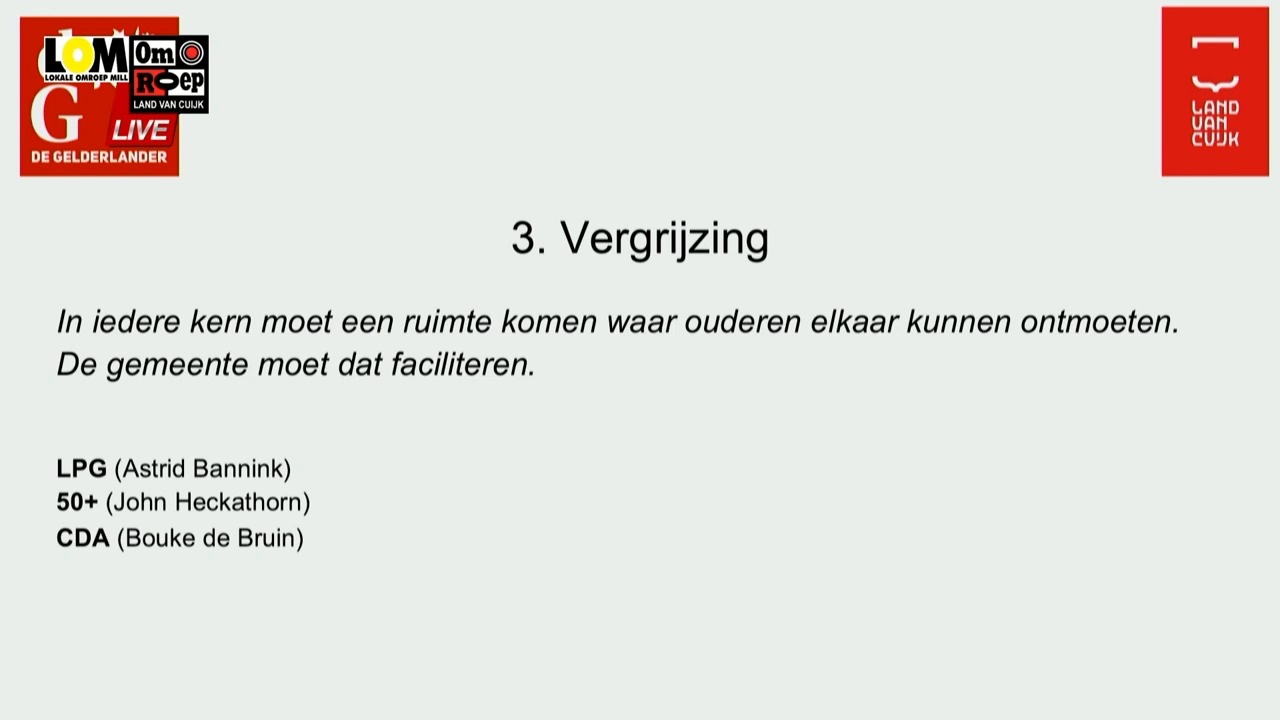 LOM
LOKALE OMROEP MILL
Om
Roep
LAND VAN CUIJK
G
LIVE
DE GELDERLANDER
LAND
VAN
CUIJK
3. Vergrijzing
In iedere kern moet een ruimte komen waar ouderen elkaar kunnen ontmoeten.
De gemeente moet dat faciliteren.
LPG (Astrid Bannink)
50+ (John Heckathorn)
CDA (Bouke de Bruin)